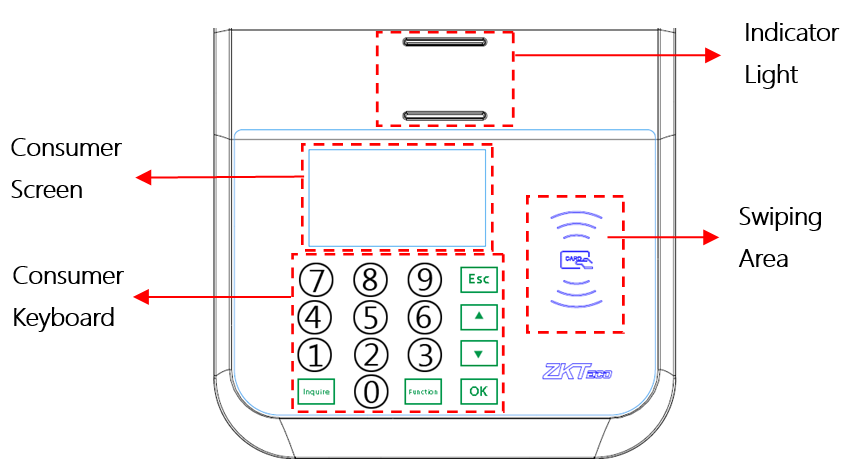 Indicator
Light
Consumer
Screen
Swiping
Area
CARD
Consumer
Keyboard
7 8 9 Esc
4 5 6 ▲
1 2 3 ▼
Inquire 0 Function OK
ZKTeco